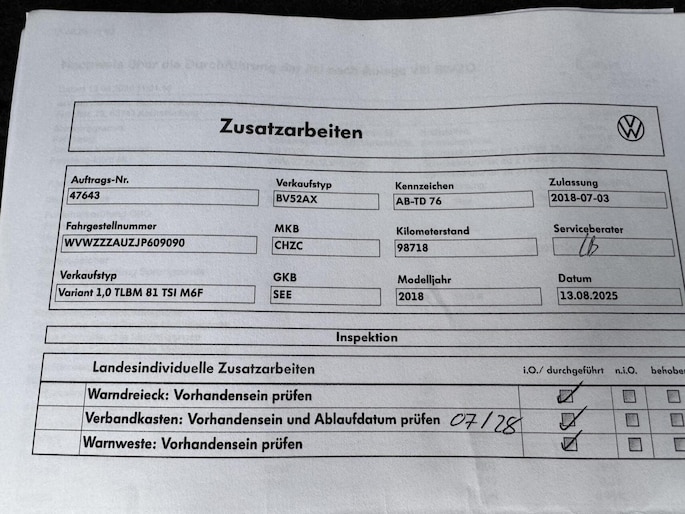 Zusatzarbeiten
Auftrags-Nr. Verkaufstyp Kennzeichen Zulassung
47643 BV52AX AB-TD 76 2018-07-03
Fahrgestellnummer MKB Kilometerstand Serviceberater
WVWZZZAUZJP609090 CHZC 98718
Verkaufstyp GKB Modelljahr Datum
Variant 1,0 TLBM 81 TSI M6F SEE 2018 13.08.2025
Inspektion
Landesindividuelle Zusatzarbeiten i.O./ durchgeführt n.i.O.
Warndreieck: Vorhandensein prüfen
Verbandkasten: Vorhandensein und Ablaufdatum prüfen 07/28
Warnweste: Vorhandensein prüfen